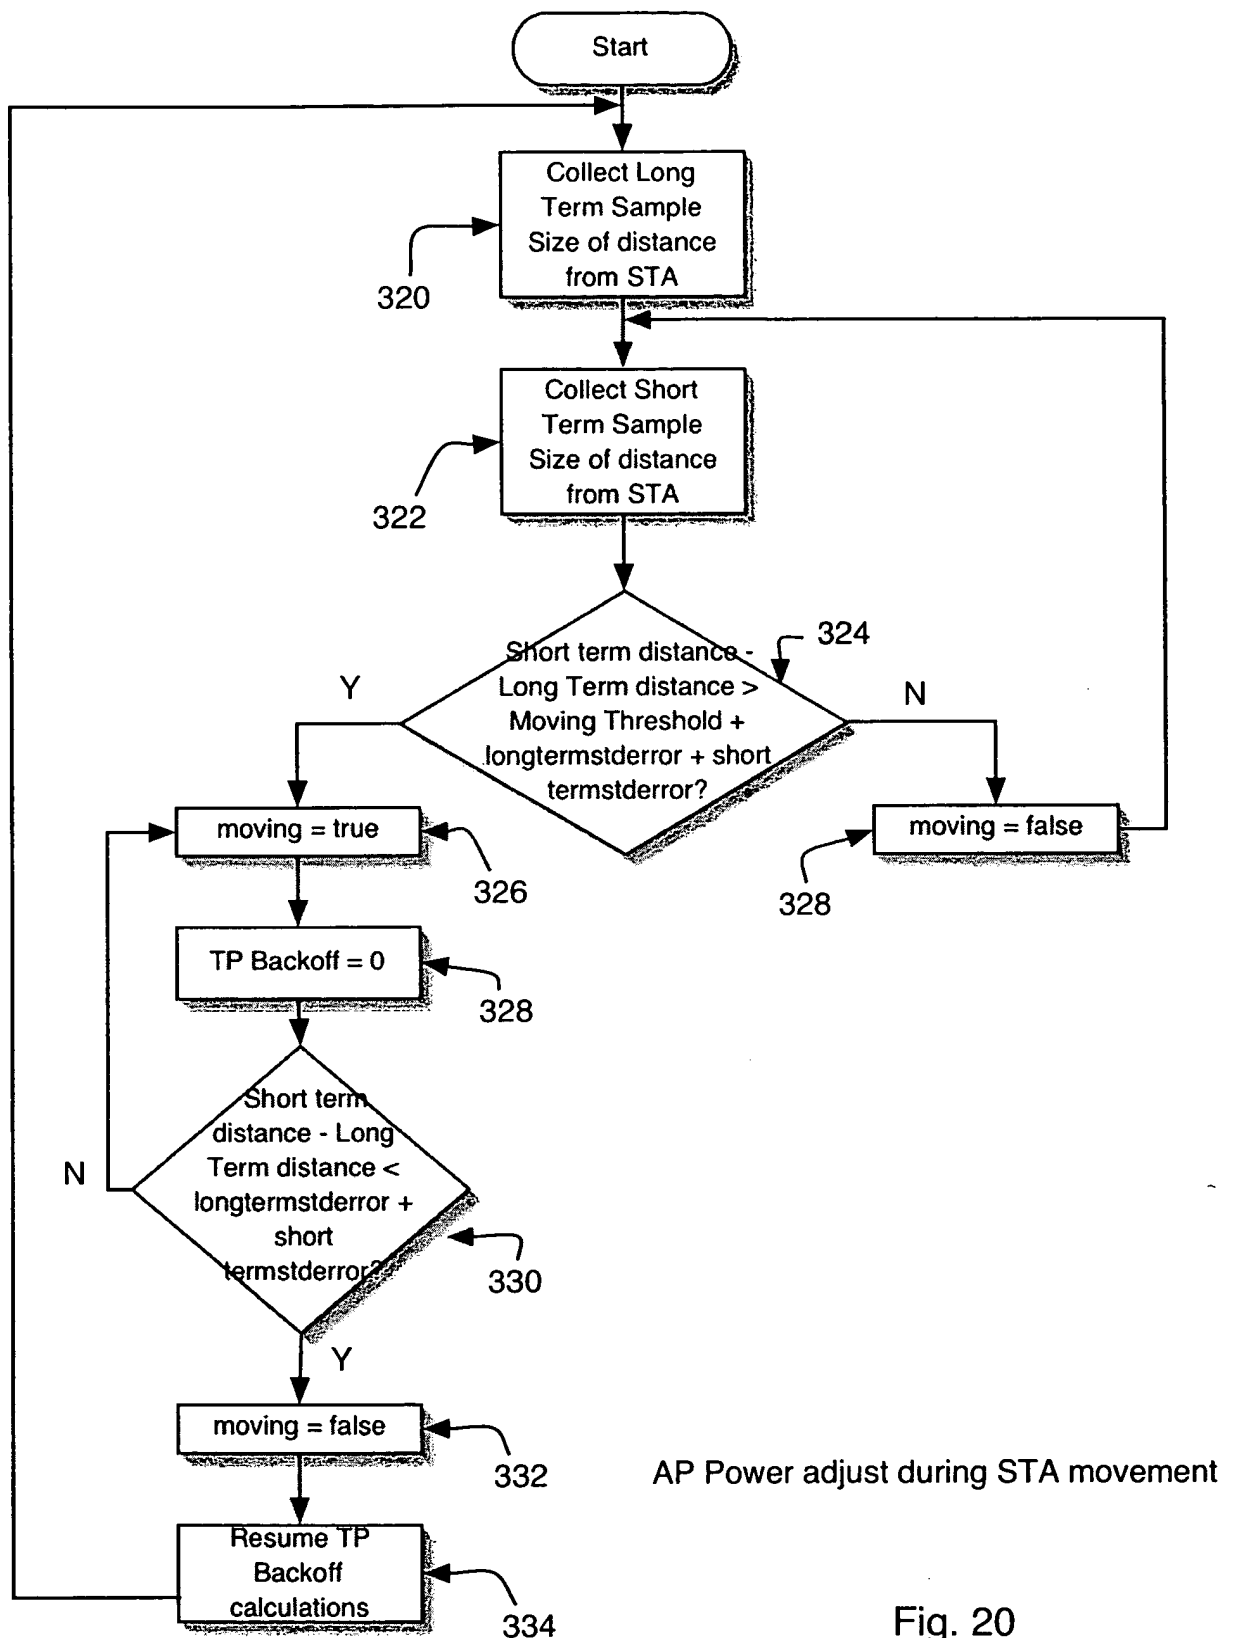 Start
Collect Long
Term Sample
Size of distance
from STA
320
Collect Short
Term Sample
Size of distance
from STA
322
324
Short term distance -
Long Term distance >
Moving Threshold +
longtermstderror + short
termstderror?
Y
N
moving = true
326
moving = false
328
TP Backoff = 0
328
Short term
distance - Long
Term distance <
longtermstderror +
short
termstderror?
N
330
Y
moving = false
332
AP Power adjust during STA movement
Resume TP
Backoff
calculations
334
Fig. 20